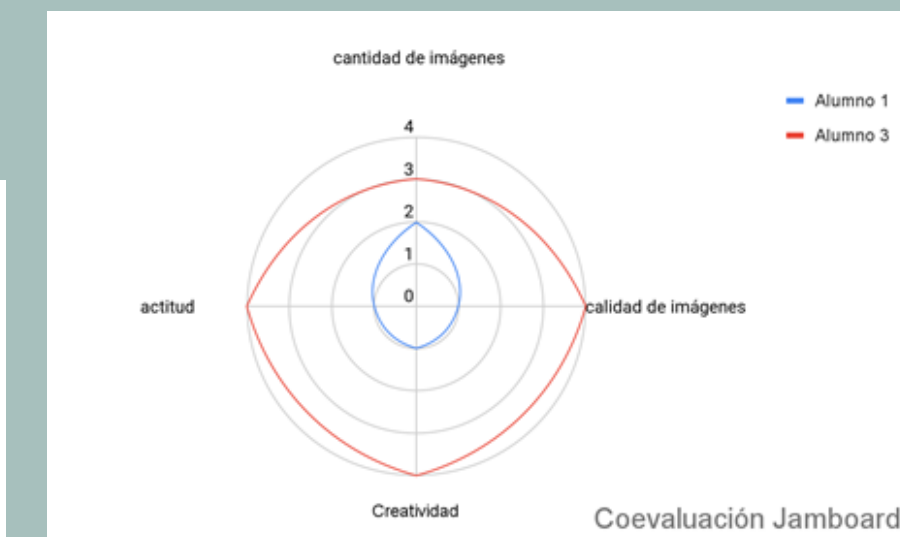 cantidad de imágenes
Alumno 1
Alumno 3
4
3
2
1
0
actitud
calidad de imágenes
Creatividad
Coevaluación Jamboard